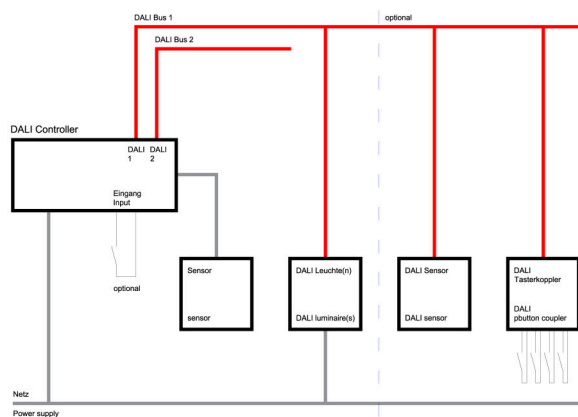 DALI Bus 1
optional
DALI Bus 2
DALI Controller
DALI DALI
1 2
Eingang
Input
optional
Sensor
sensor
DALI Leuchte(n)
DALI luminaire(s)
DALI Sensor
DALI sensor
DALI
Tasterkoppler
DALI
pbutton coupler
Netz
Power supply